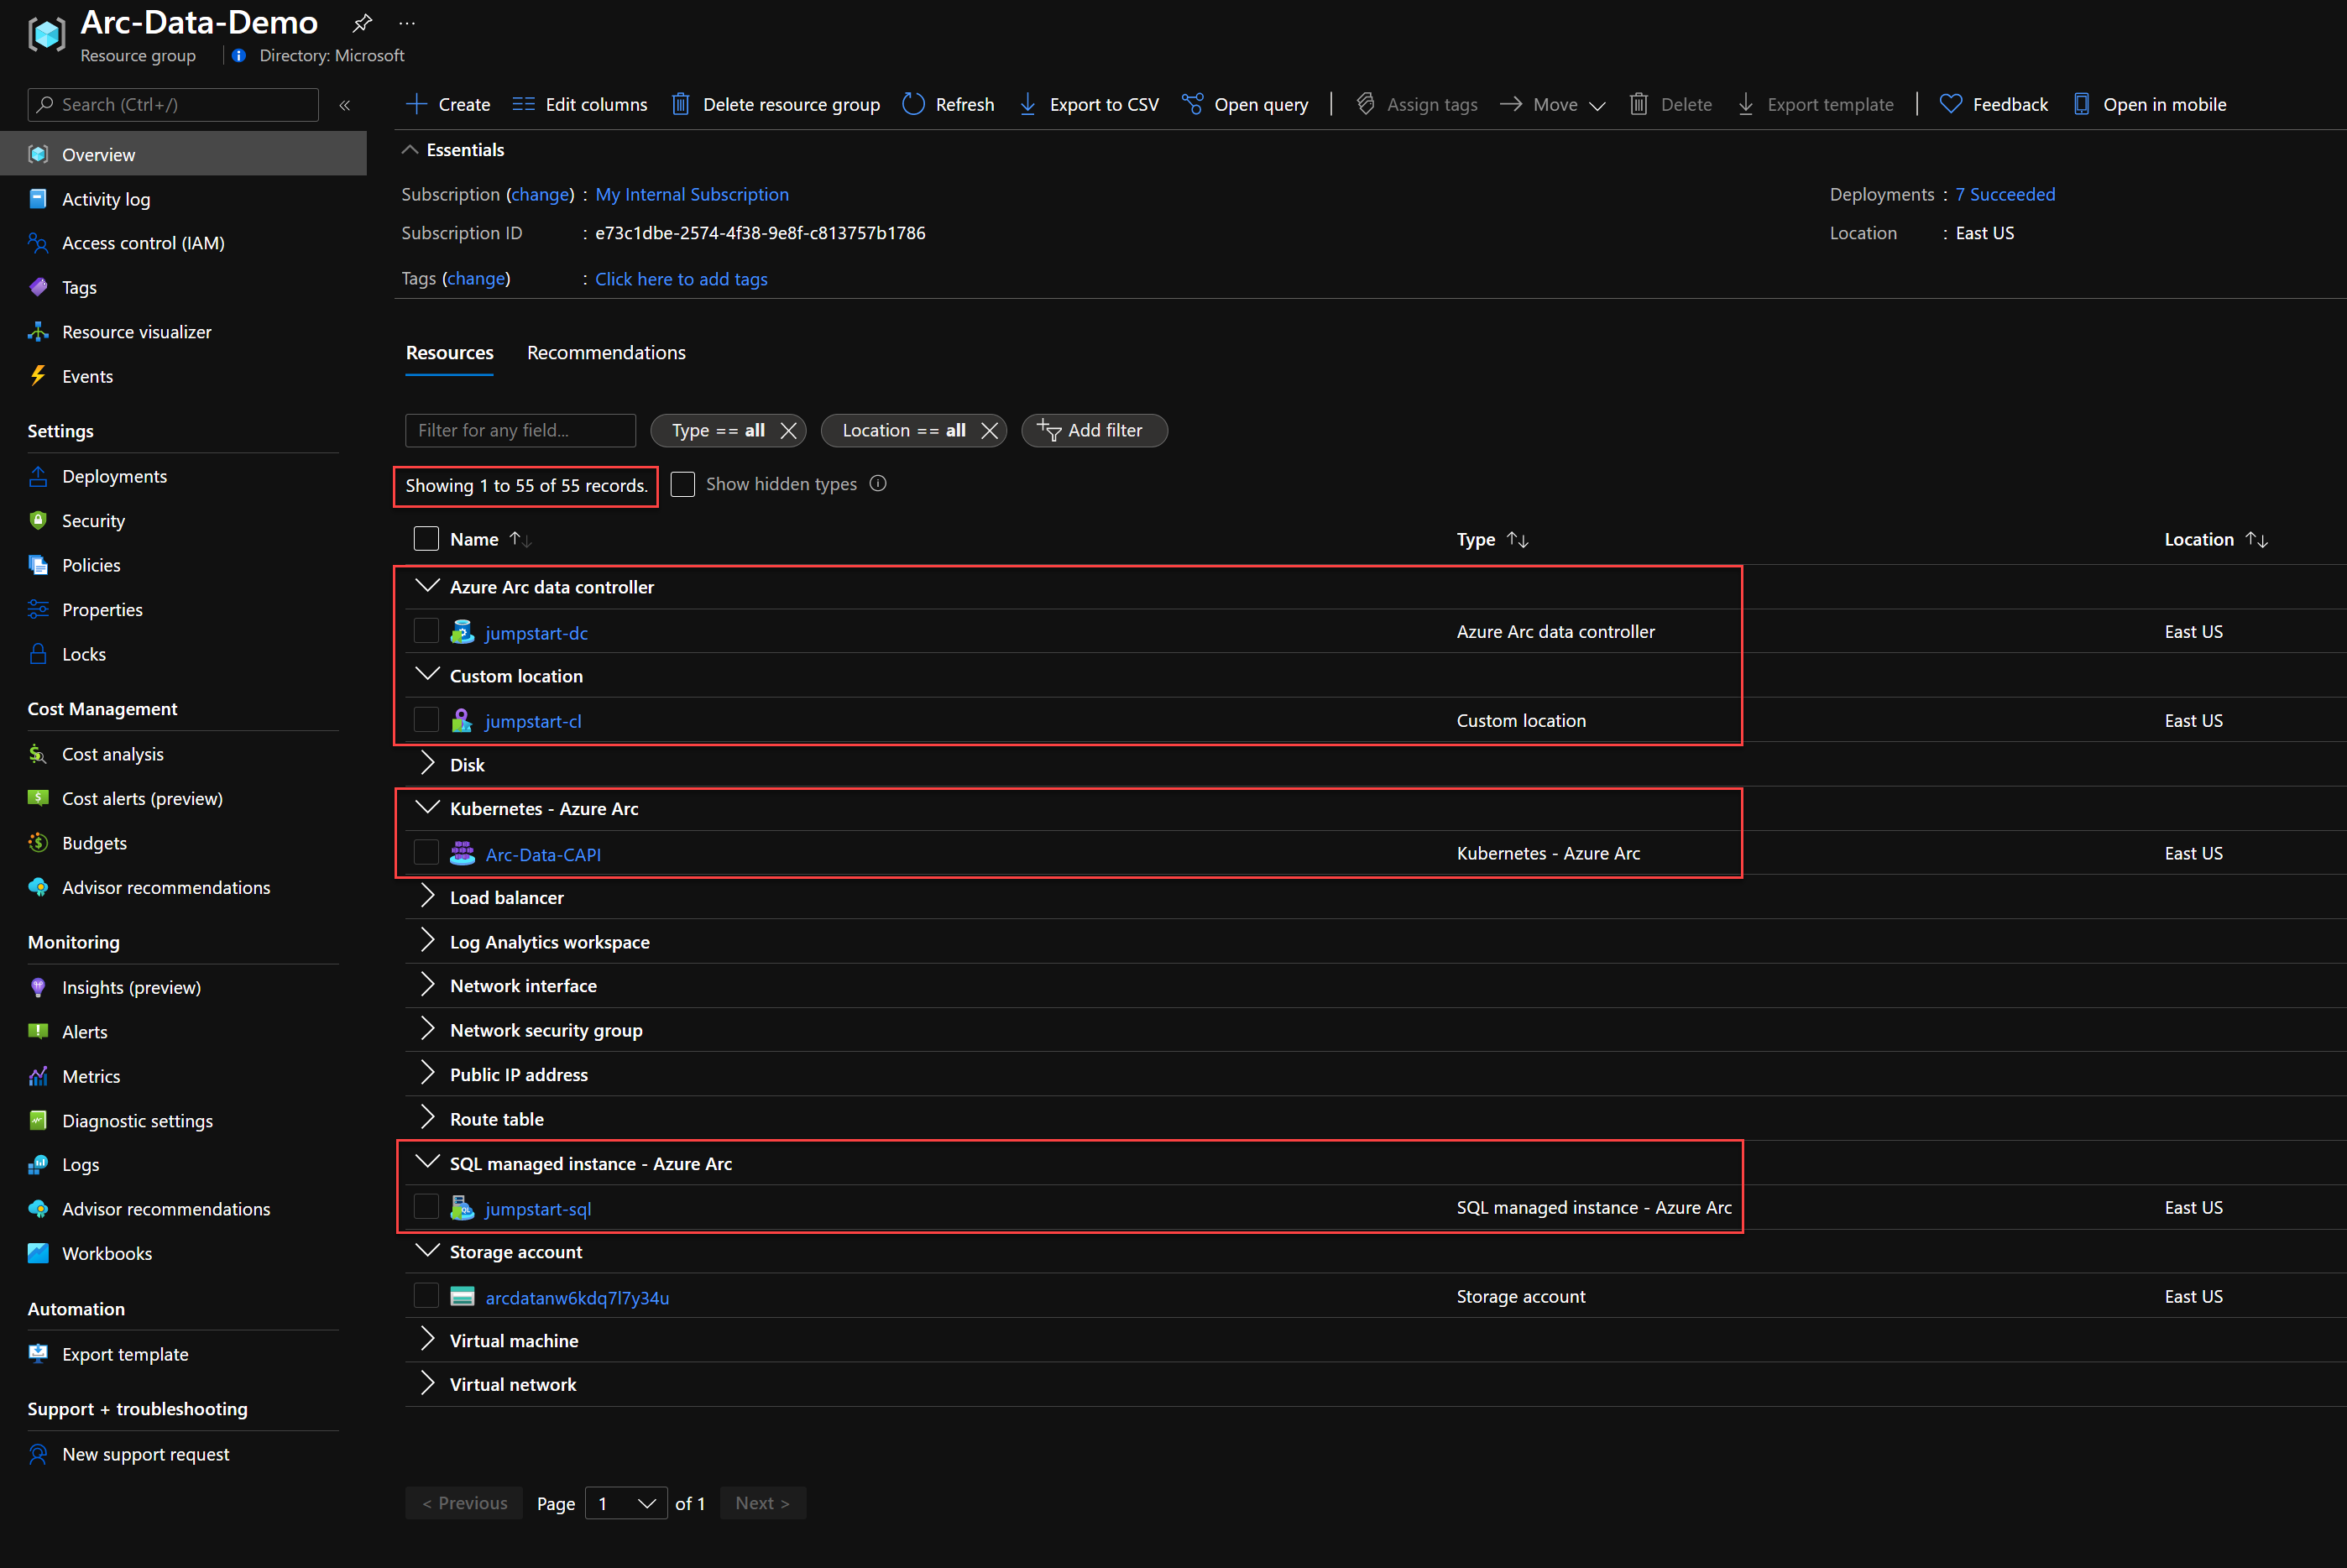 Arc-Data-Demo
Resource group
Directory: Microsoft
Search (Ctrl+/)
Overview
Activity log
Access control (IAM)
Tags
Resource visualizer
Events
Settings
Deployments
Security
Policies
Properties
Locks
Cost Management
Cost analysis
Cost alerts (preview)
Budgets
Advisor recommendations
Monitoring
Insights (preview)
Alerts
Metrics
Diagnostic settings
Logs
Advisor recommendations
Workbooks
Automation
Export template
Support + troubleshooting
New support request
Create Edit columns Delete resource group Refresh Export to CSV Open query Assign tags Move Delete Export template Feedback Open in mobile
Essentials
Subscription (change) : My Internal Subscription Deployments : 7 Succeeded
Subscription ID : e73c1dbe-2574-4f38-9e8f-c813757b1786 Location : East US
Tags (change) : Click here to add tags
Resources Recommendations
Filter for any field... Type == all Location == all Add filter
Showing 1 to 55 of 55 records. Show hidden types
Name Type Location
Azure Arc data controller
jumpstart-dc Azure Arc data controller East US
Custom location
jumpstart-cl Custom location East US
Disk
Kubernetes - Azure Arc
Arc-Data-CAPI Kubernetes - Azure Arc East US
Load balancer
Log Analytics workspace
Network interface
Network security group
Public IP address
Route table
SQL managed instance - Azure Arc
jumpstart-sql SQL managed instance - Azure Arc East US
Storage account
arcdatanw6kdq7l7y34u Storage account East US
Virtual machine
Virtual network
< Previous Page 1 of 1 Next >